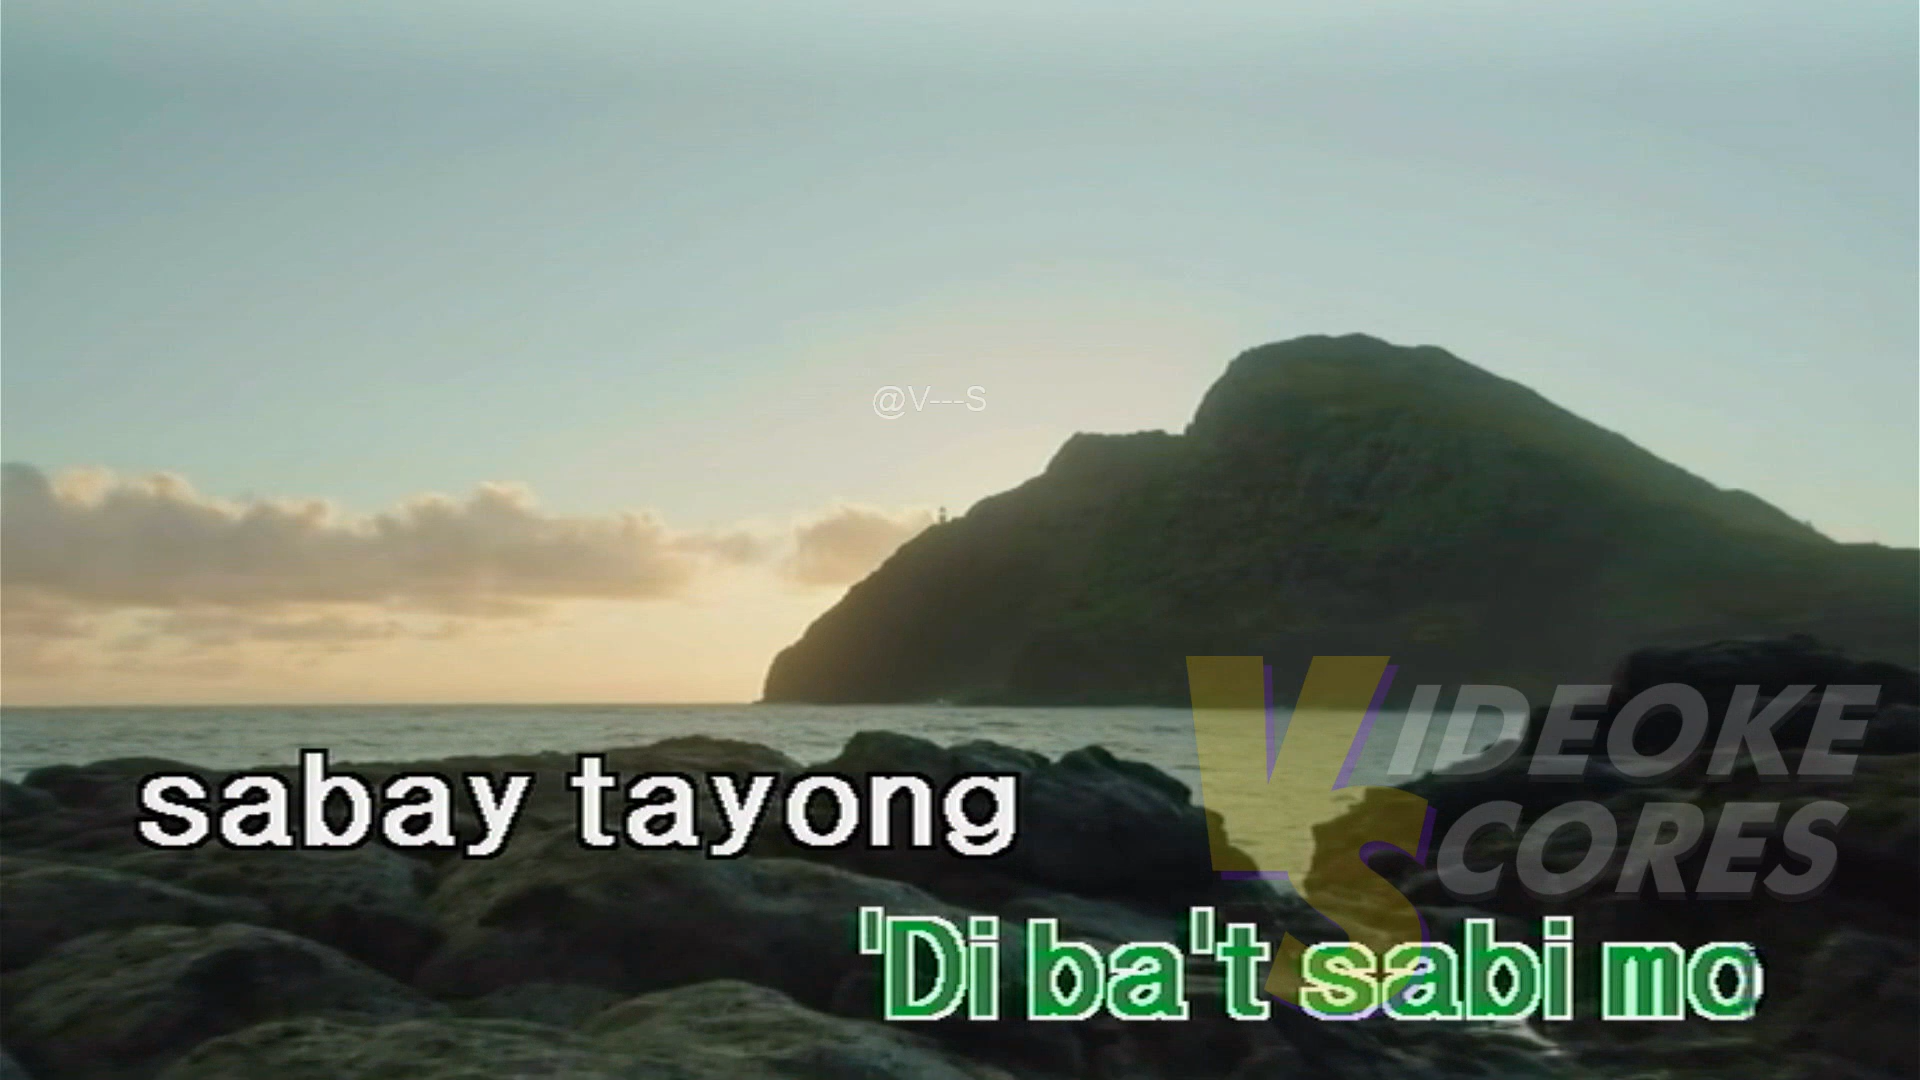 @V---S
VIDEOKE
SCORES
sabay tayong
'Di ba't sabi mo